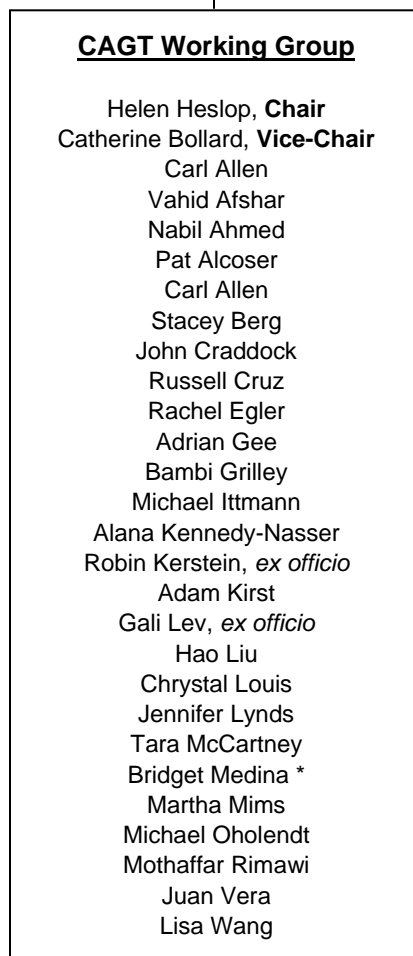 CAGT Working Group
Helen Heslop, Chair
Catherine Bollard, Vice-Chair
Carl Allen
Vahid Afshar
Nabil Ahmed
Pat Alcoser
Carl Allen
Stacey Berg
John Craddock
Russell Cruz
Rachel Egler
Adrian Gee
Bambi Grilley
Michael Ittmann
Alana Kennedy-Nasser
Robin Kerstein, ex officio
Adam Kirst
Gali Lev, ex officio
Hao Liu
Chrystal Louis
Jennifer Lynds
Tara McCartney
Bridget Medina *
Martha Mims
Michael Oholendt
Mothaffar Rimawi
Juan Vera
Lisa Wang